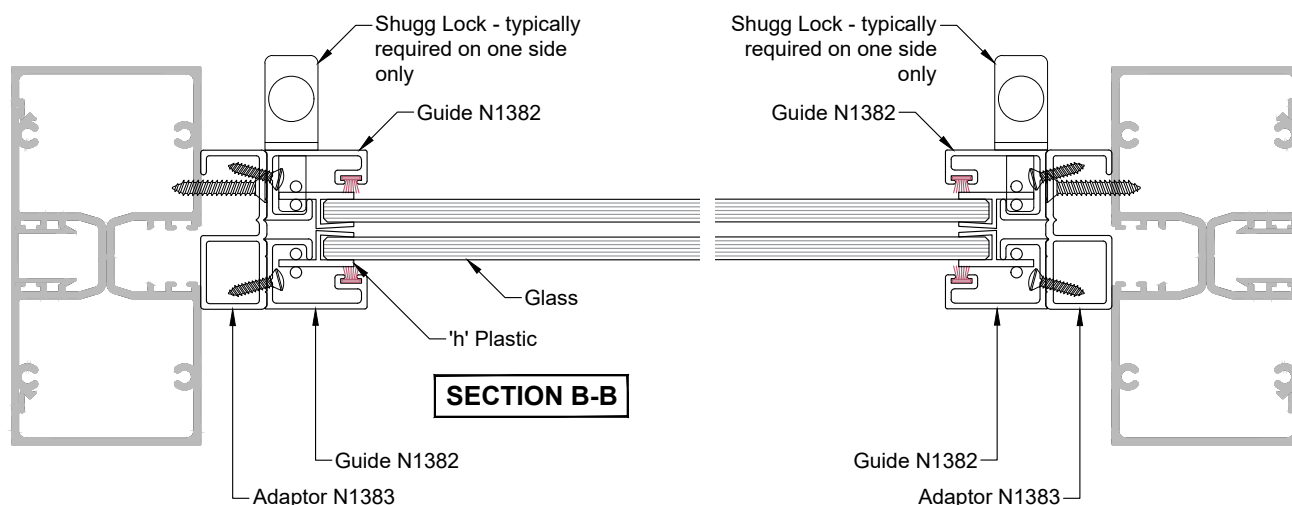 Shugg Lock - typically
required on one side
only
Shugg Lock - typically
required on one side
only
Guide N1382
Guide N1382
Glass
'h' Plastic
SECTION B-B
Guide N1382
Guide N1382
Adaptor N1383
Adaptor N1383